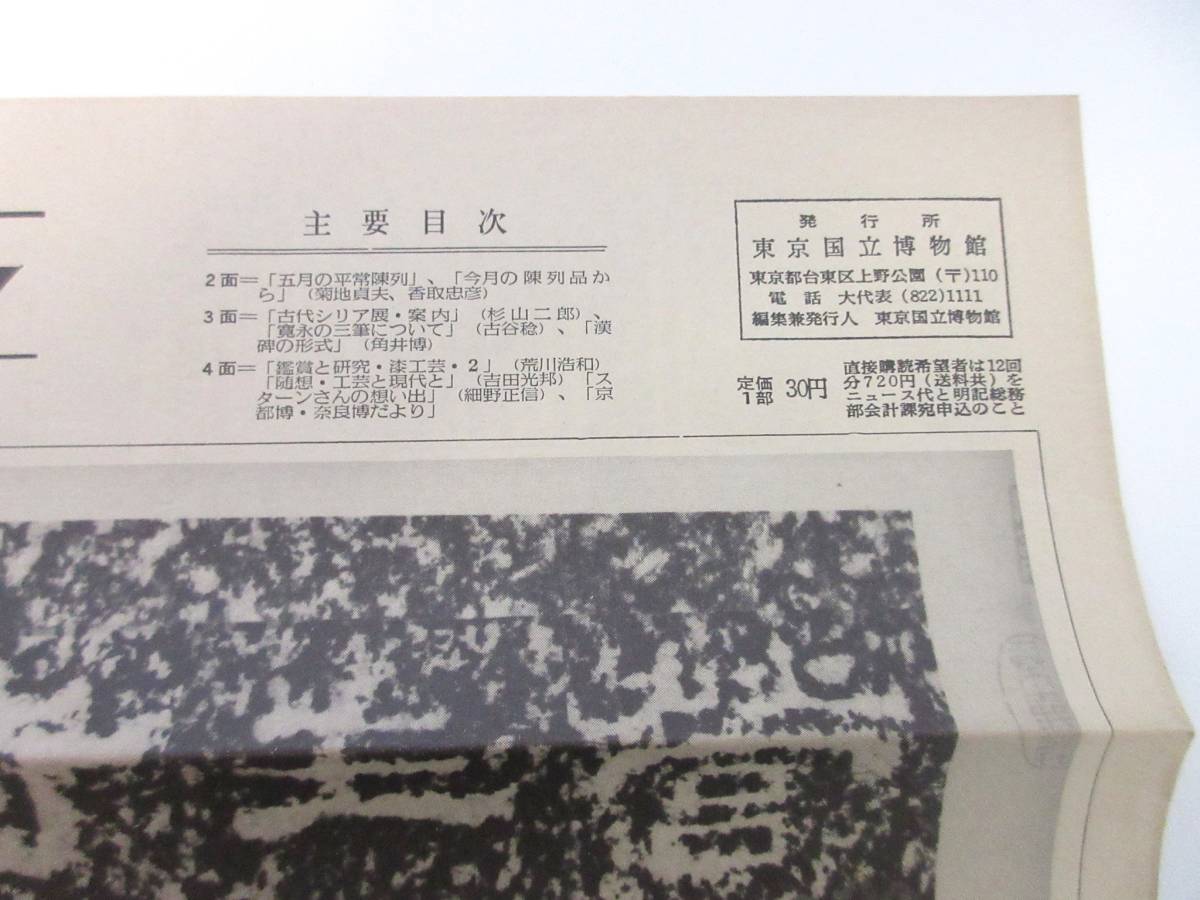 主要目次
2面＝「五月の平常陳列」、「今月の陳列品か
ら」（菊地貞夫、香取忠彦）
3面＝「古代シリア展・案内」（杉山二郎）、
「寛永の三筆について」（古谷稔）、「漢
碑の形式」（角井博）
4面＝「鑑賞と研究・漆工芸・2」（荒川浩和）
「随想・工芸と現代と」（吉田光邦）「ス
ターンさんの想い出」（細野正信）、「京
都博・奈良博だより」
発行所
東京国立博物館
東京都台東区上野公園（〒）110
電話 大代表（822）1111
編集兼発行人 東京国立博物館
定価
1部 30円
直接購読希望者は12回
分720円（送料共）を
ニュース代と明記総務
部会計課宛申込のこと